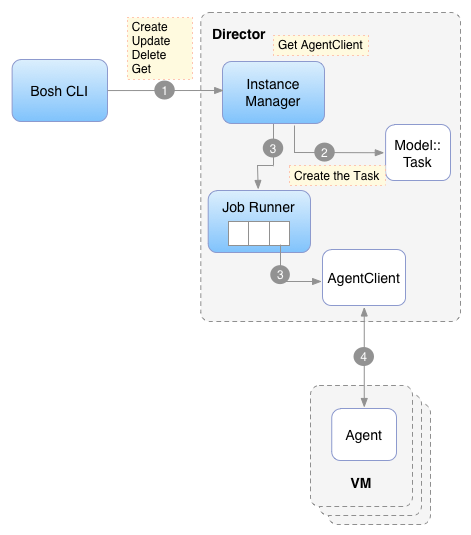 Create
Update
Delete
Get
Director
Get AgentClient
Bosh CLI
1
Instance
Manager
3
2
Model::
Task
Create the Task
Job Runner
3
AgentClient
4
Agent
VM